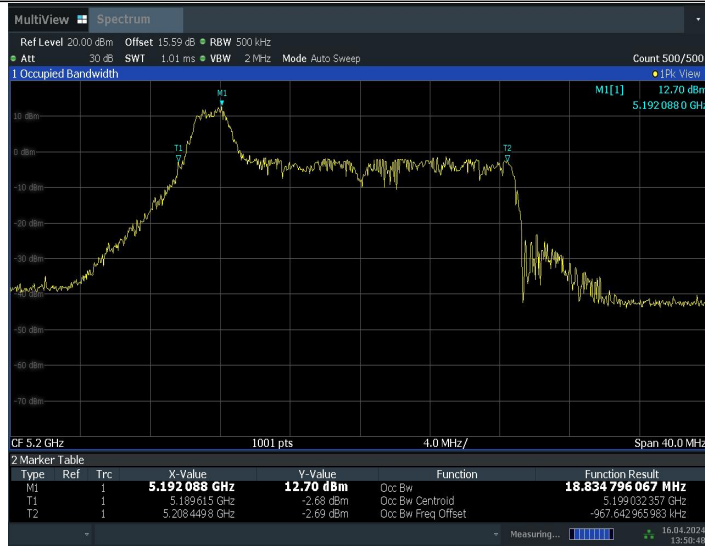 MultiView Spectrum
Ref Level 20.00 dBm Offset 15.59 dB RBW 500 kHz
Att 30 dB SWT 1.01 ms VBW 2 MHz Mode Auto Sweep Count 500/500
1 Occupied Bandwidth 1Pk View
M1[1] 12.70 dBm
5.192 088 0 GHz
M1
10 dBm
T1
T2
0 dBm
-10 dBm
-20 dBm
-30 dBm
-40 dBm
-50 dBm
-60 dBm
-70 dBm
CF 5.2 GHz 1001 pts 4.0 MHz/ Span 40.0 MHz
2 Marker Table
Type Ref Trc X-Value Y-Value Function Function Result
M1 1 5.192 088 GHz 12.70 dBm Occ Bw 18.834 796 067 MHz
T1 1 5.189 615 GHz -2.68 dBm Occ Bw Centroid 5.199 032 357 GHz
T2 1 5.208 449 8 GHz -2.69 dBm Occ Bw Freq Offset -967.642 965 983 kHz
Measuring... 16.04.2024
13:50:48